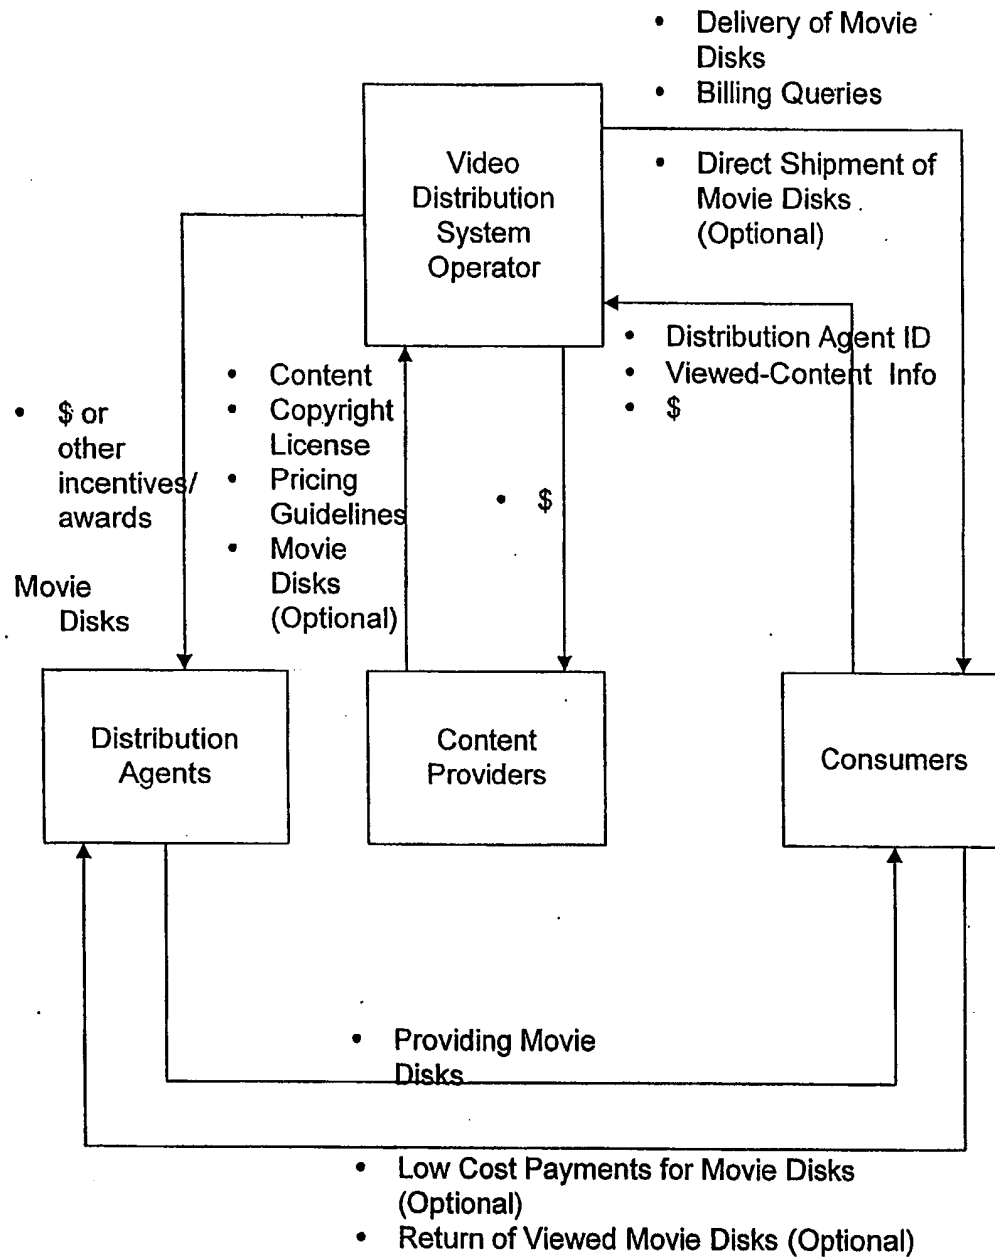 • Delivery of Movie
Disks
• Billing Queries
Video
Distribution
System
Operator
• Direct Shipment of
Movie Disks
(Optional)
• Distribution Agent ID
• Viewed-Content Info
• $
• $ or
other
incentives/
awards
Movie
Disks
• Content
• Copyright
License
• Pricing
Guidelines
• Movie
Disks
(Optional)
• $
Distribution
Agents
Content
Providers
Consumers
• Providing Movie
Disks
• Low Cost Payments for Movie Disks
(Optional)
• Return of Viewed Movie Disks (Optional)